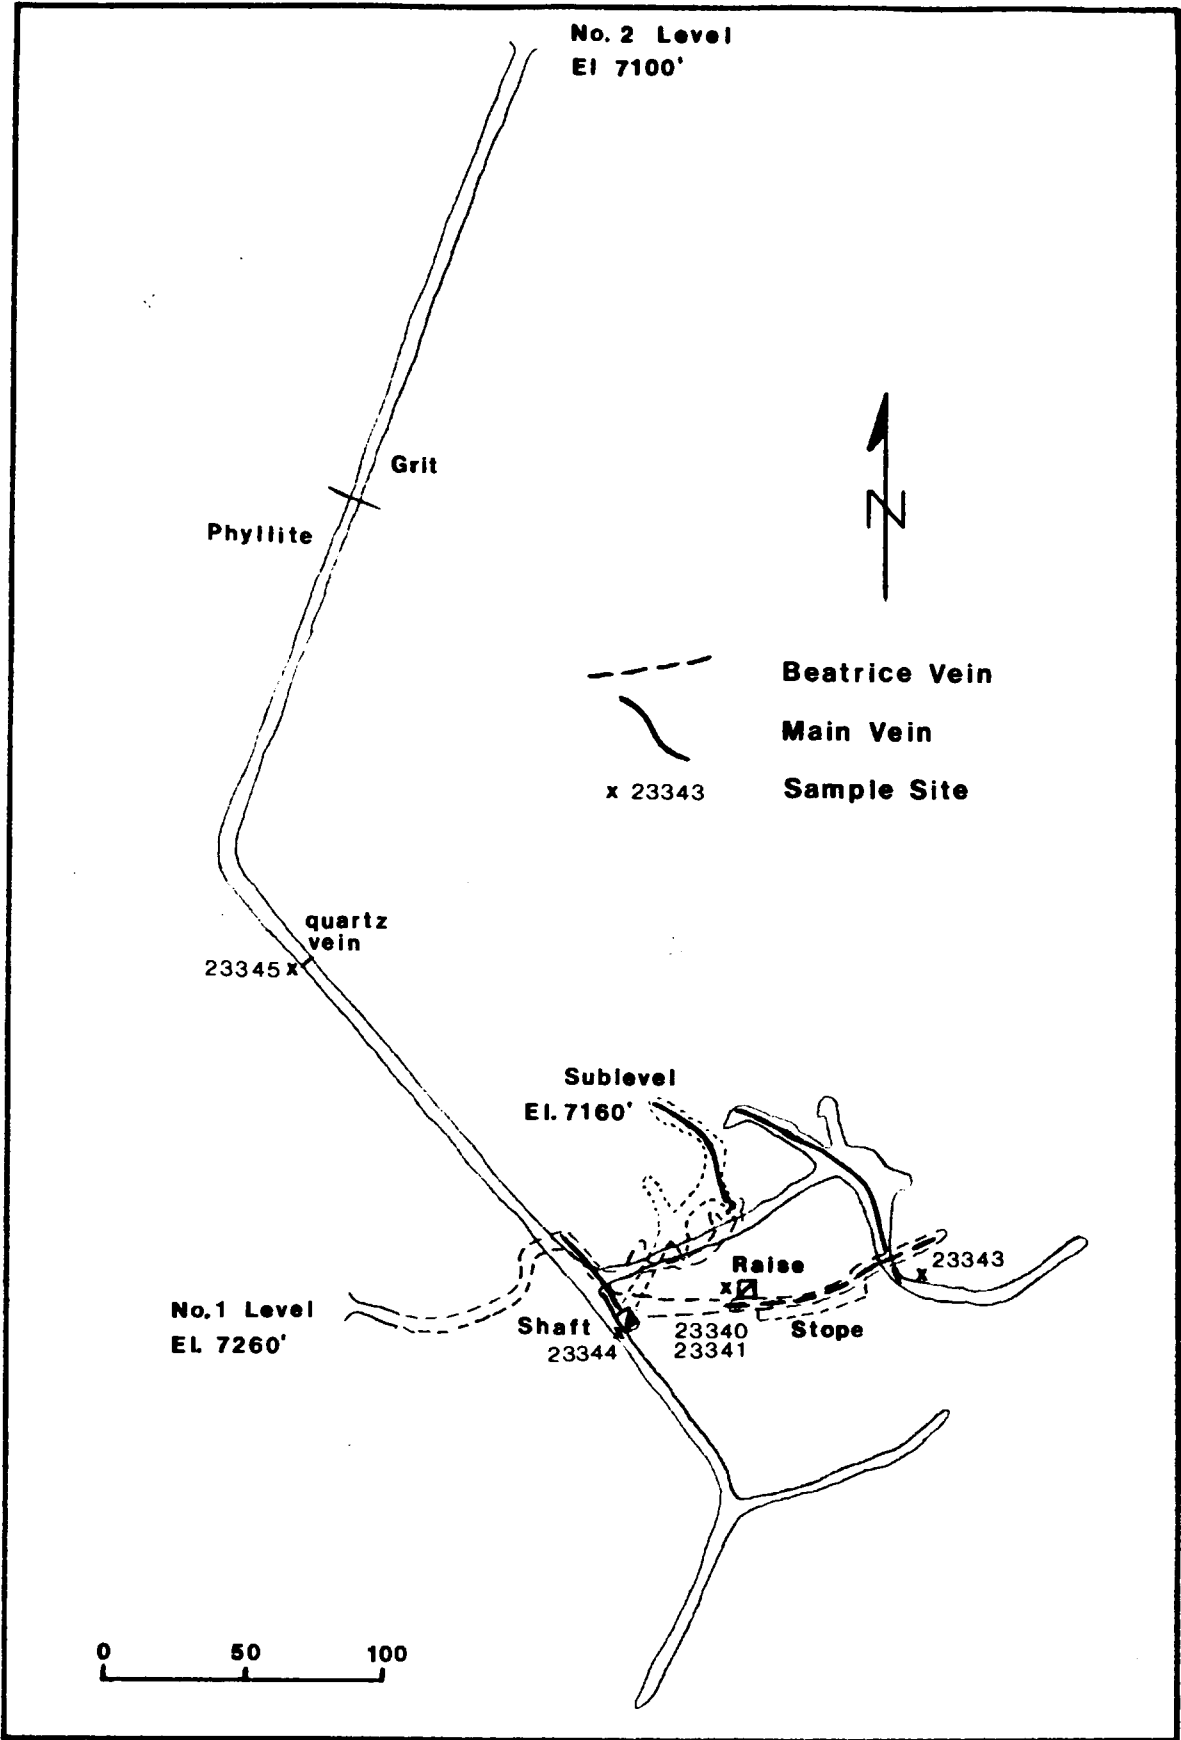 No. 2 Level
El 7100'
Grit
Phyllite
N
Beatrice Vein
Main Vein
x 23343 Sample Site
quartz
vein
23345 x
Sublevel
El. 7160'
x 23343
Raise
x
No. 1 Level
El. 7260'
Shaft
x
23344
23340
23341
Stope
0 50 100